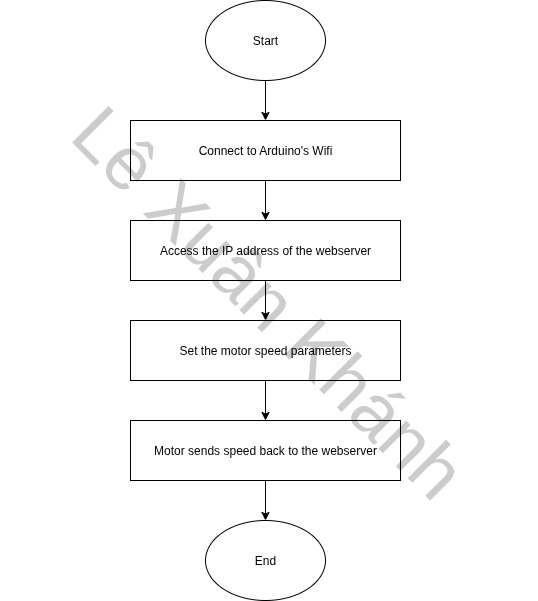 Start
Connect to Arduino's Wifi
Access the IP address of the webserver
Set the motor speed parameters
Motor sends speed back to the webserver
End
Lê Xuân Khánh